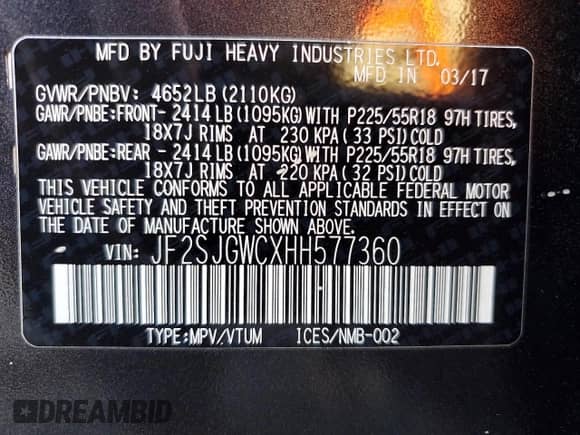 MFD BY FUJI HEAVY INDUSTRIES LTD.
MFD IN 03/17
GVWR/PNBV: 4652LB(2110KG)
GAWR/PNBE:FRONT- 2414LB(1095KG)WITH P225/55R18 97H TIRES,
18X7J RIMS AT 230 KPA( 33 PSI)COLD
GAWR/PNBE:REAR - 2414LB(1095KG)WITH P225/55R18 97H TIRES,
18X7J RIMS AT 220 KPA( 32 PSI)COLD
THIS VEHICLE CONFORMS TO ALL APPLICABLE FEDERAL MOTOR
VEHICLE SAFETY AND THEFT PREVENTION STANDARDS IN EFFECT ON
THE DATE OF MANUFACTURE SHOWN ABOVE.
VIN: JF2SJGWCXHH577360
TYPE:MPV/VTUM ICES/NMB-002
DREAMBID